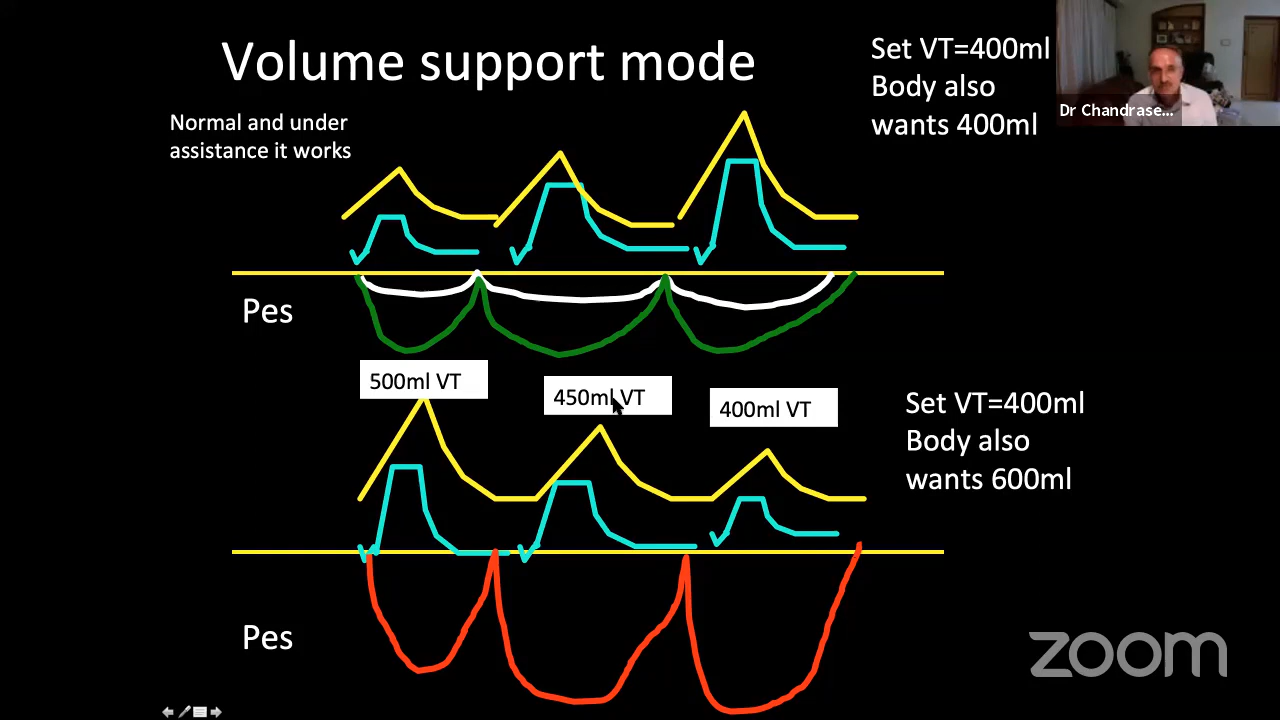 Volume support mode
Set VT=400ml
Body also
wants 400ml
Dr Chandrase...
Normal and under
assistance it works
Pes
500ml VT
450ml VT
400ml VT
Set VT=400ml
Body also
wants 600ml
Pes
zoom